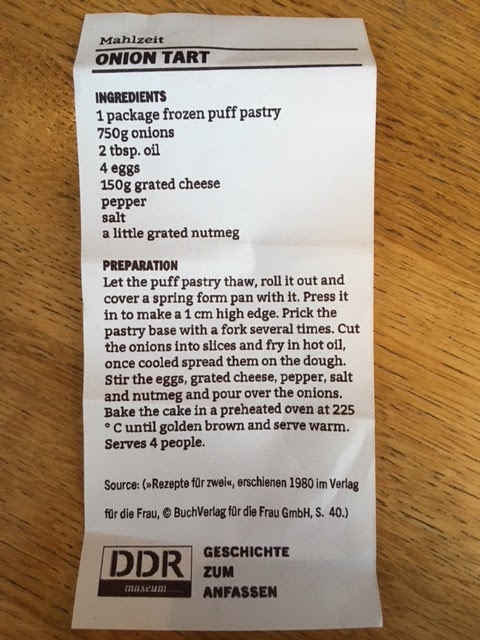 Mahlzeit
ONION TART
INGREDIENTS
1 package frozen puff pastry
750g onions
2 tbsp. oil
4 eggs
150g grated cheese
pepper
salt
a little grated nutmeg
PREPARATION
Let the puff pastry thaw, roll it out and
cover a spring form pan with it. Press it
in to make a 1 cm high edge. Prick the
pastry base with a fork several times. Cut
the onions into slices and fry in hot oil,
once cooled spread them on the dough.
Stir the eggs, grated cheese, pepper, salt
and nutmeg and pour over the onions.
Bake the cake in a preheated oven at 225
° C until golden brown and serve warm.
Serves 4 people.
Source: (»Rezepte für zwei«, erschienen 1980 im Verlag
für die Frau, © BuchVerlag für die Frau GmbH, S. 40.)
DDR
museum
GESCHICHTE
ZUM
ANFASSEN